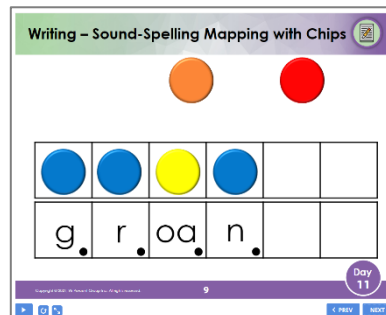 Writing – Sound-Spelling Mapping with Chips
g r oa n
9
Day
11
PREV NEXT